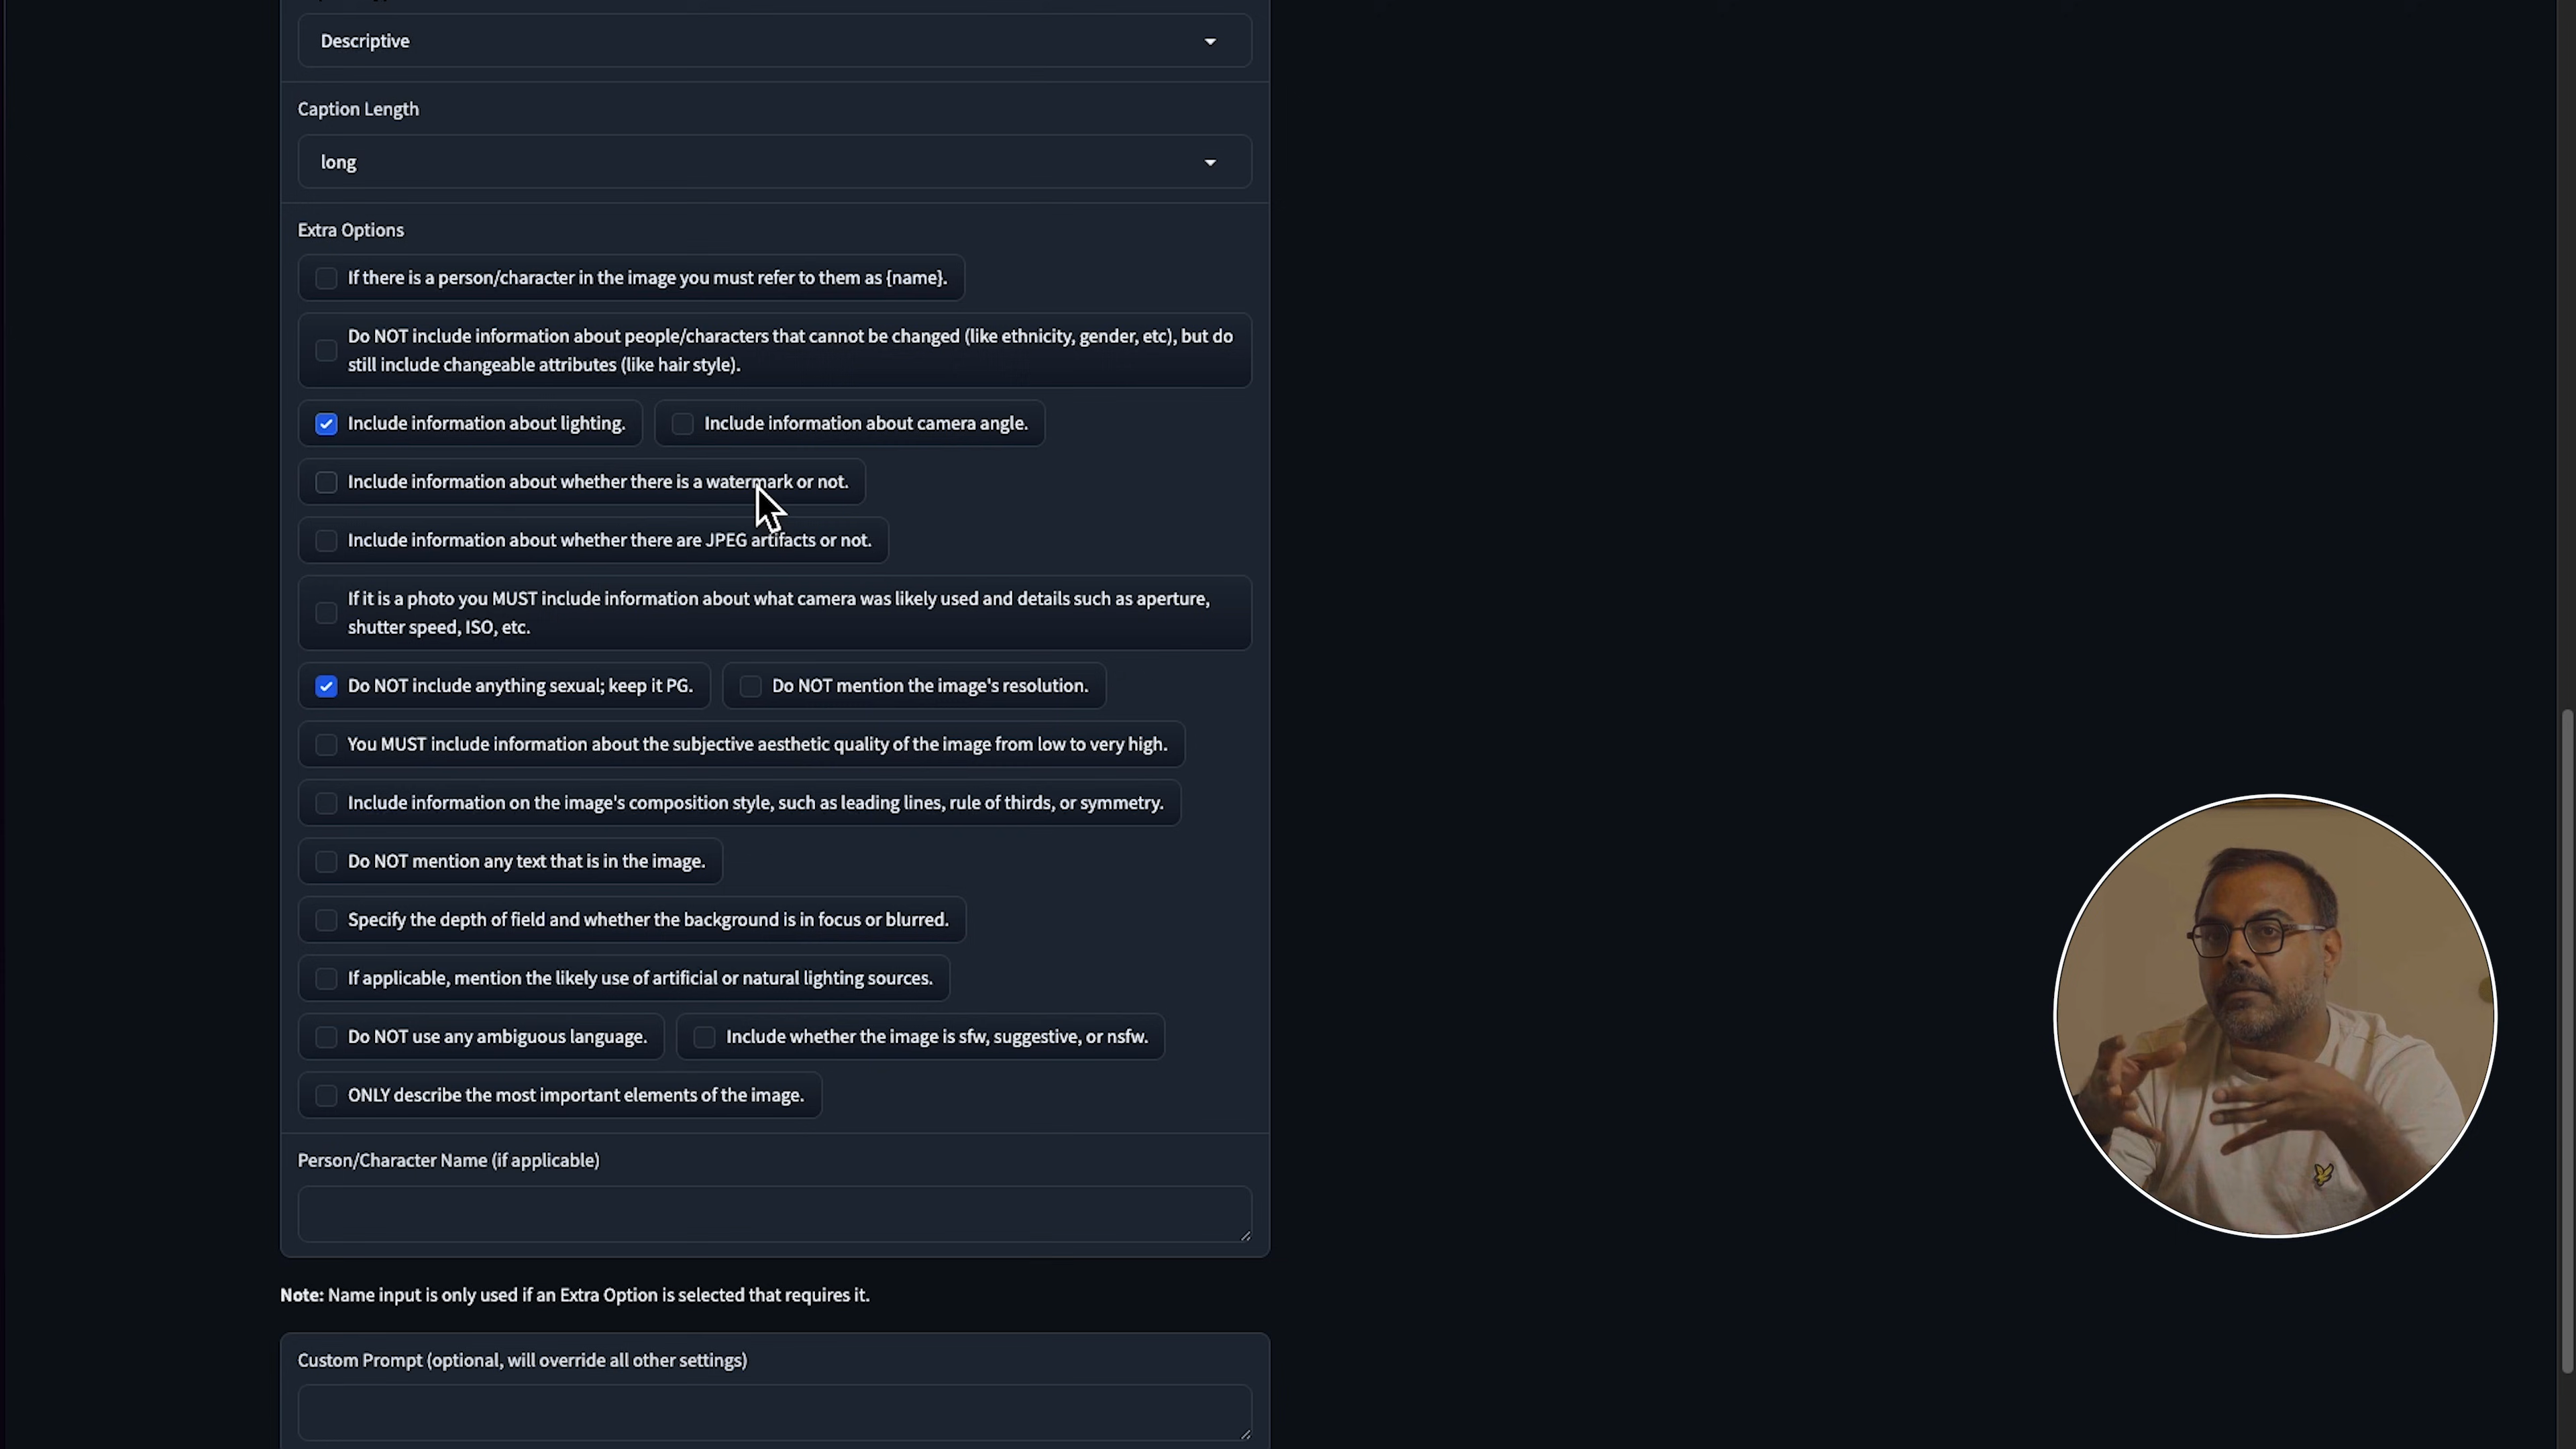 Descriptive
Caption Length
long
Extra Options
If there is a person/character in the image you must refer to them as {name}.
Do NOT include information about people/characters that cannot be changed (like ethnicity, gender, etc), but do
still include changeable attributes (like hair style).
Include information about lighting.
Include information about camera angle.
Include information about whether there is a watermark or not.
Include information about whether there are JPEG artifacts or not.
If it is a photo you MUST include information about what camera was likely used and details such as aperture,
shutter speed, ISO, etc.
Do NOT include anything sexual; keep it PG.
Do NOT mention the image's resolution.
You MUST include information about the subjective aesthetic quality of the image from low to very high.
Include information on the image's composition style, such as leading lines, rule of thirds, or symmetry.
Do NOT mention any text that is in the image.
Specify the depth of field and whether the background is in focus or blurred.
If applicable, mention the likely use of artificial or natural lighting sources.
Do NOT use any ambiguous language.
Include whether the image is sfw, suggestive, or nsfw.
ONLY describe the most important elements of the image.
Person/Character Name (if applicable)
Note: Name input is only used if an Extra Option is selected that requires it.
Custom Prompt (optional, will override all other settings)